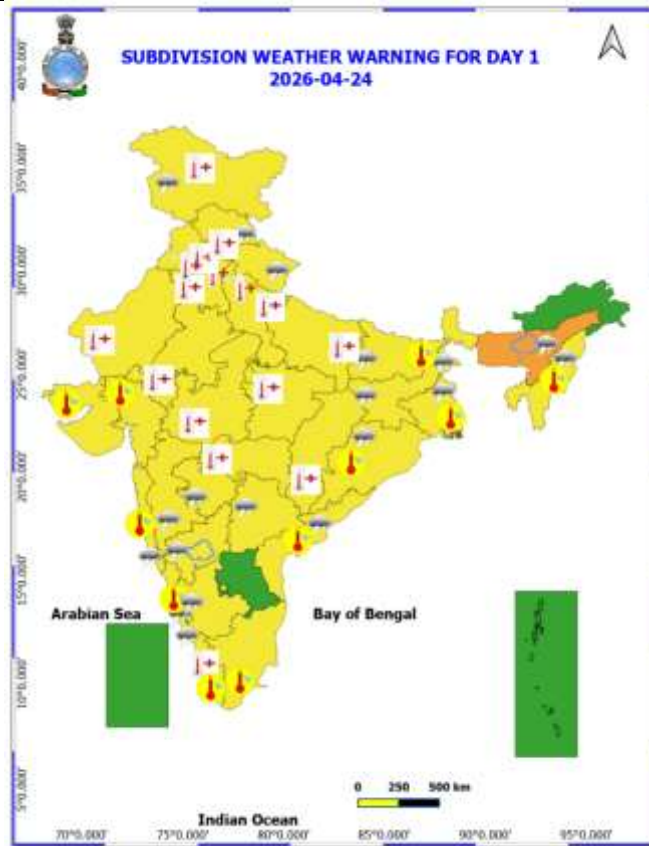 SUBDIVISION WEATHER WARNING FOR DAY 1
2026-04-24
40°0.000'
35°0.000'
30°0.000'
25°0.000'
20°0.000'
15°0.000'
10°0.000'
5°0.000'
Arabian Sea
Bay of Bengal
0 250 500 km
Indian Ocean
70°0.000' 75°0.000' 80°0.000' 85°0.000' 90°0.000' 95°0.000'